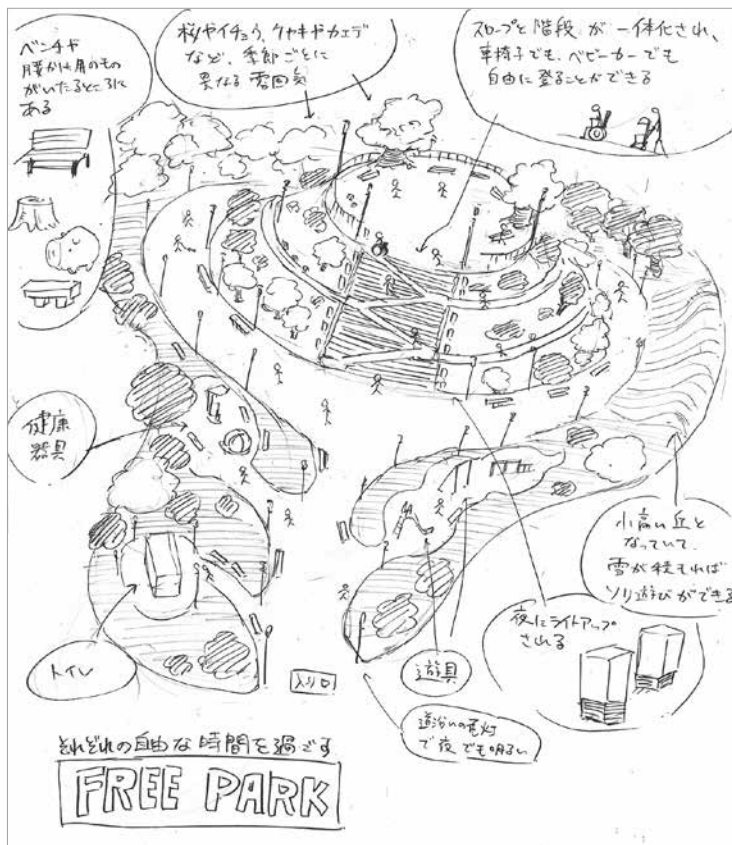 ベンチや
腰かけ用のもの
がいたるところに
ある
桜やイチョウ、ケヤキやカエデ
など、季節ごとに
異なる雰囲気
スロープと階段が一体化され、
車椅子でも、ベビーカーでも
自由に登ることができる
健康
器具
トイレ
入り口
遊具
道沿いの電灯
で夜でも明るい
夜にライトアップ
される
小高い丘と
なっていて、
雪が積もれば
ソリ遊びができる
それぞれの自由な時間を過ごす
FREE PARK